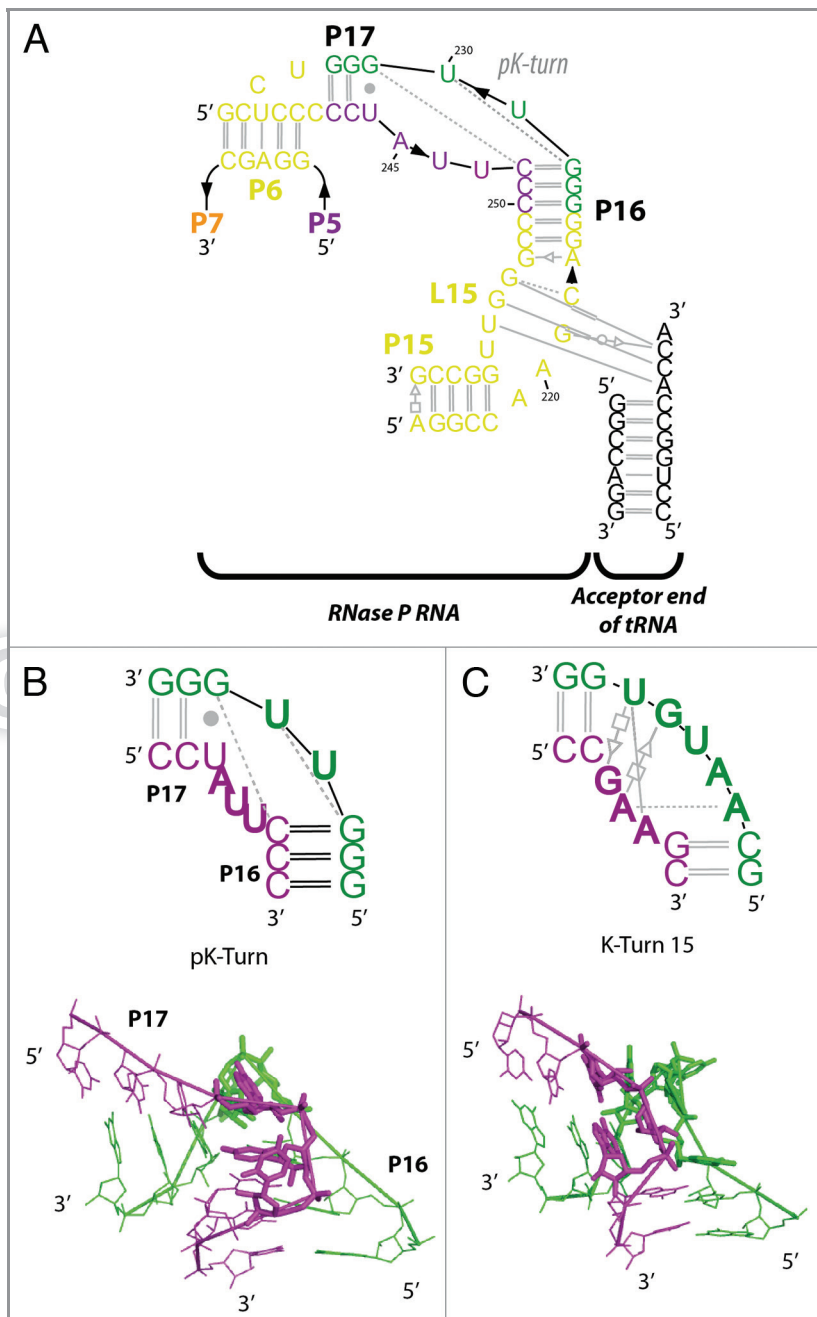 A
P17
230
pK-turn
GGG
U
U
U
C
5′ GCUCCCCCU
A
245
U
U
CGAGG
P6
P7
3′
P5
5′
C
C
C
250
C
C
G
G
G
G
G
A
P16
L15
G
G
U
U
C
G
A
A
220
P15
3′ GCCGG
5′ AGGCC
3′
A
C
C
A
5′
G C
G C
C G
C G
A U
G C
G C
3′ 5′
RNase P RNA
Acceptor end
of tRNA
B
3′ GGG
U
U
5′ CCU
A
U
U
P17
P16
C G
C G
C G
3′ 5′
pK-Turn
P17
5′
P16
3′
3′
5′
C
3′ GG
U
G
U
A
A
5′ CC
G
A
A
G C
C G
3′ 5′
K-Turn 15
5′
3′
5′
3′